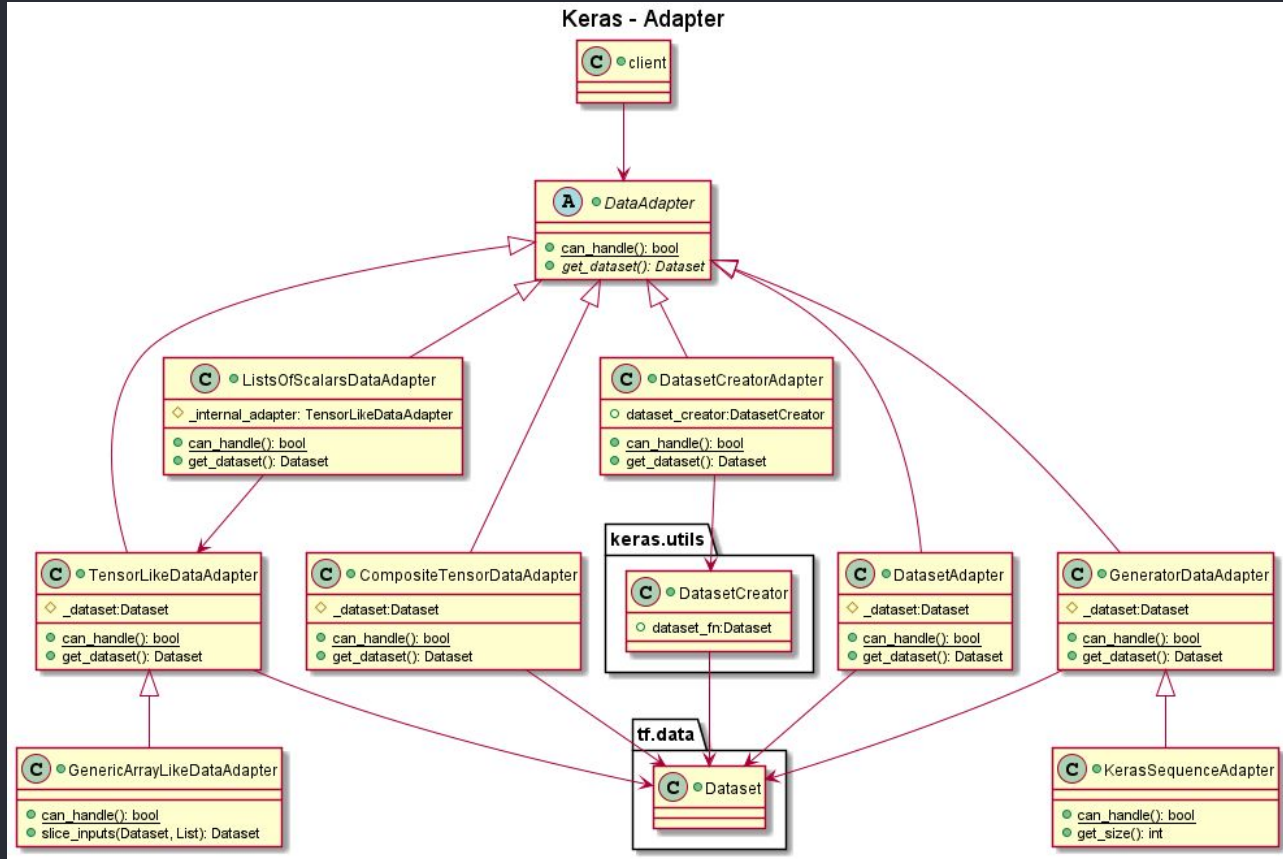 Keras - Adapter
C client
A DataAdapter
can_handle(): bool
get_dataset(): Dataset
C ListsOfScalarsDataAdapter
_internal_adapter: TensorLikeDataAdapter
can_handle(): bool
get_dataset(): Dataset
C DatasetCreatorAdapter
dataset_creator:DatasetCreator
can_handle(): bool
get_dataset(): Dataset
C TensorLikeDataAdapter
_dataset:Dataset
can_handle(): bool
get_dataset(): Dataset
C CompositeTensorDataAdapter
_dataset:Dataset
can_handle(): bool
get_dataset(): Dataset
keras.utils
C DatasetCreator
dataset_fn:Dataset
C DatasetAdapter
_dataset:Dataset
can_handle(): bool
get_dataset(): Dataset
C GeneratorDataAdapter
_dataset:Dataset
can_handle(): bool
get_dataset(): Dataset
C GenericArrayLikeDataAdapter
can_handle(): bool
slice_inputs(Dataset, List): Dataset
tf.data
C Dataset
C KerasSequenceAdapter
can_handle(): bool
get_size(): int